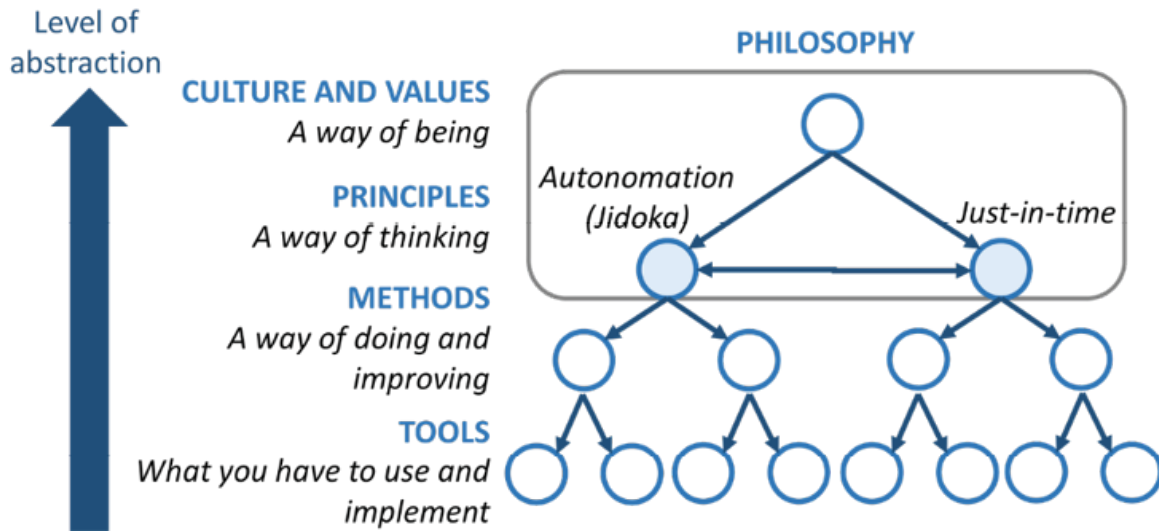 Level of
abstraction
PHILOSOPHY
CULTURE AND VALUES
A way of being
PRINCIPLES
A way of thinking
Autonomation
(Jidoka)
Just-in-time
METHODS
A way of doing and
improving
TOOLS
What you have to use and
implement